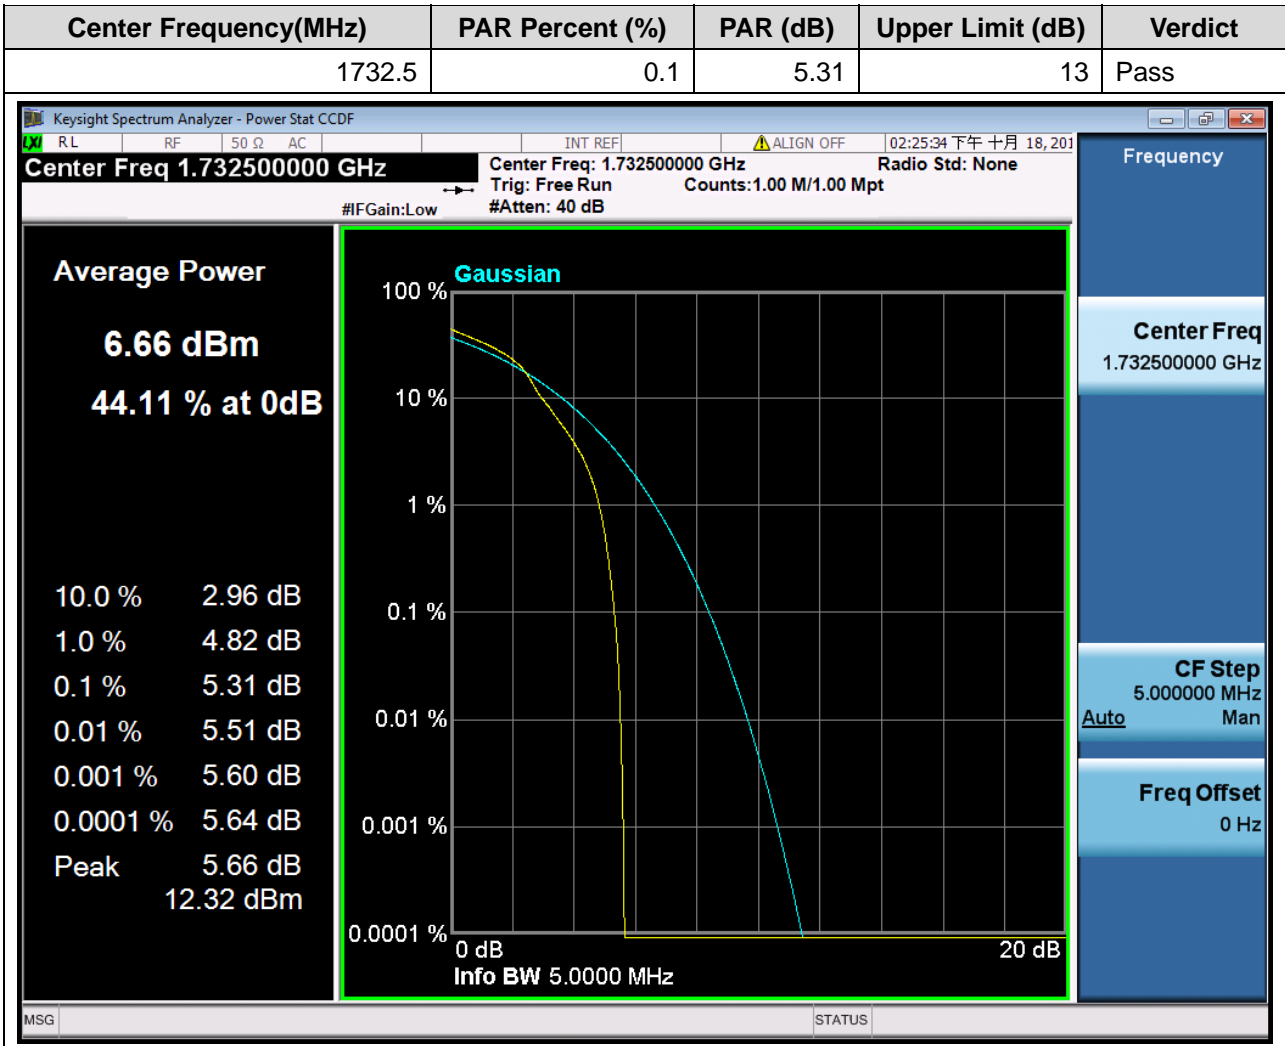 Center Frequency(MHz) PAR Percent (%) PAR (dB) Upper Limit (dB) Verdict
1732.5 0.1 5.31 13 Pass
Keysight Spectrum Analyzer - Power Stat CCDF
LXI RL RF 50 Ω AC INT REF ALIGN OFF 02:25:34 下午 十月 18, 201
Center Freq 1.732500000 GHz
Center Freq: 1.732500000 GHz Radio Std: None
Trig: Free Run Counts:1.00 M/1.00 Mpt
#IFGain:Low #Atten: 40 dB
Average Power
6.66 dBm
44.11 % at 0dB
10.0 % 2.96 dB
1.0 % 4.82 dB
0.1 % 5.31 dB
0.01 % 5.51 dB
0.001 % 5.60 dB
0.0001 % 5.64 dB
Peak 5.66 dB
12.32 dBm
Gaussian
100 %
10 %
1 %
0.1 %
0.01 %
0.001 %
0.0001 %
0 dB 20 dB
Info BW 5.0000 MHz
Frequency
Center Freq
1.732500000 GHz
CF Step
5.000000 MHz
Auto Man
Freq Offset
0 Hz
MSG STATUS